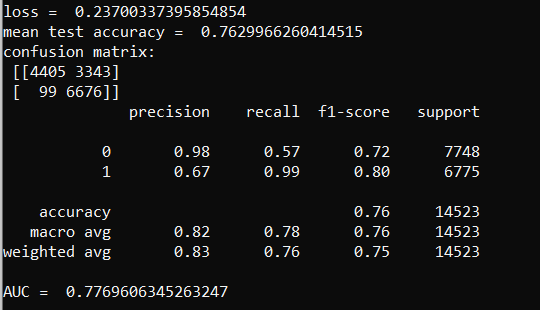 loss =  0.23700337395854854
mean test accuracy =  0.7629966260414515
confusion matrix:
 [[4405 3343]
 [  99 6676]]
              precision    recall  f1-score   support

           0       0.98      0.57      0.72      7748
           1       0.67      0.99      0.80      6775

    accuracy                           0.76     14523
   macro avg       0.82      0.78      0.76     14523
weighted avg       0.83      0.76      0.75     14523

AUC =  0.7769606345263247